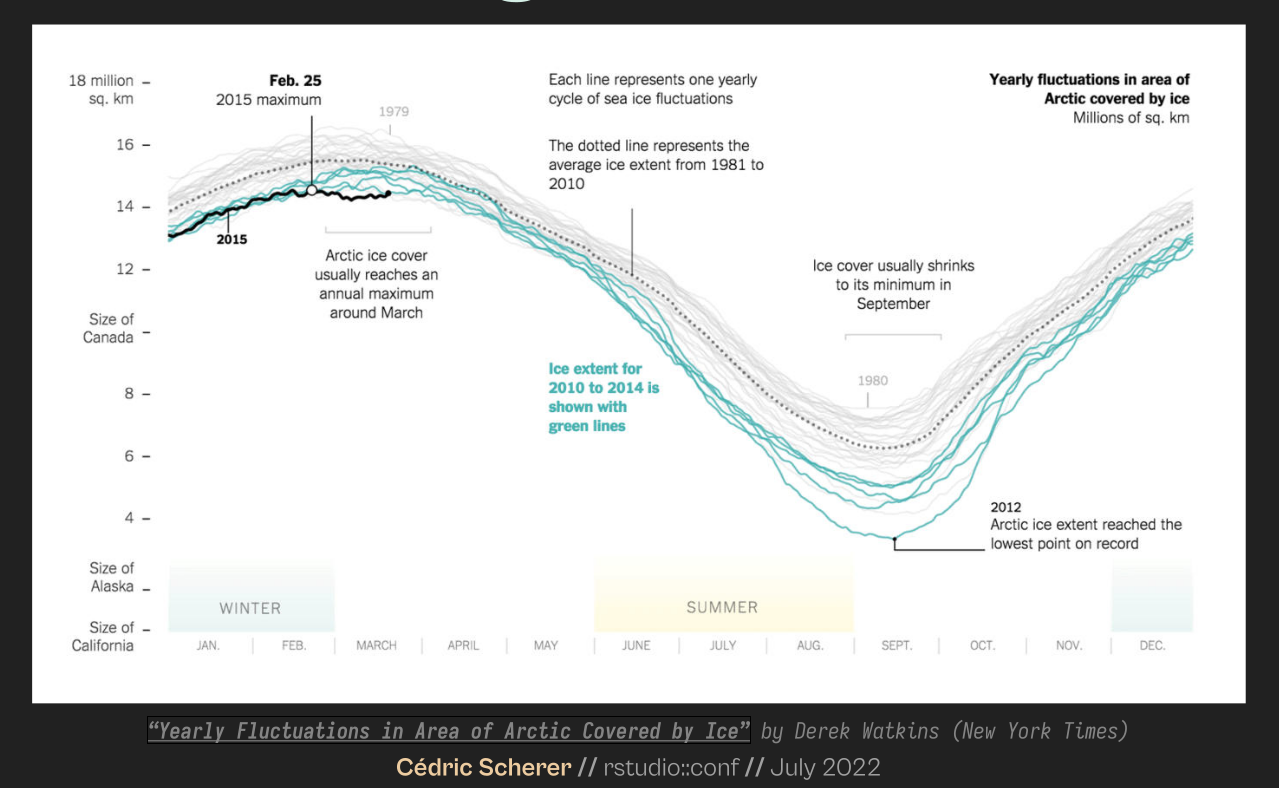 18 million
sq. km
16
14
12
Size of
Canada
8
6
4
Size of
Alaska
Size of
California
Feb. 25
2015 maximum
1979
2015
Arctic ice cover
usually reaches an
annual maximum
around March
Each line represents one yearly
cycle of sea ice fluctuations
The dotted line represents the
average ice extent from 1981 to
2010
Yearly fluctuations in area of
Arctic covered by ice
Millions of sq. km
Ice cover usually shrinks
to its minimum in
September
1980
Ice extent for
2010 to 2014 is
shown with
green lines
2012
Arctic ice extent reached the
lowest point on record
WINTER
SUMMER
JAN. FEB. MARCH APRIL MAY JUNE JULY AUG. SEPT. OCT. NOV. DEC.
“Yearly Fluctuations in Area of Arctic Covered by Ice” by Derek Watkins (New York Times)
Cédric Scherer // rstudio::conf // July 2022